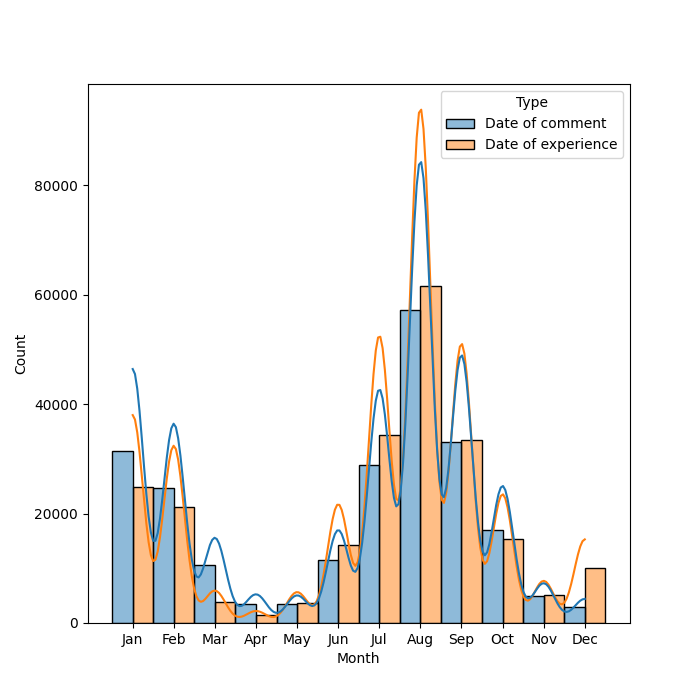 Type
Date of comment
Date of experience
Count
80000
60000
40000
20000
0
Jan Feb Mar Apr May Jun Jul Aug Sep Oct Nov Dec
Month